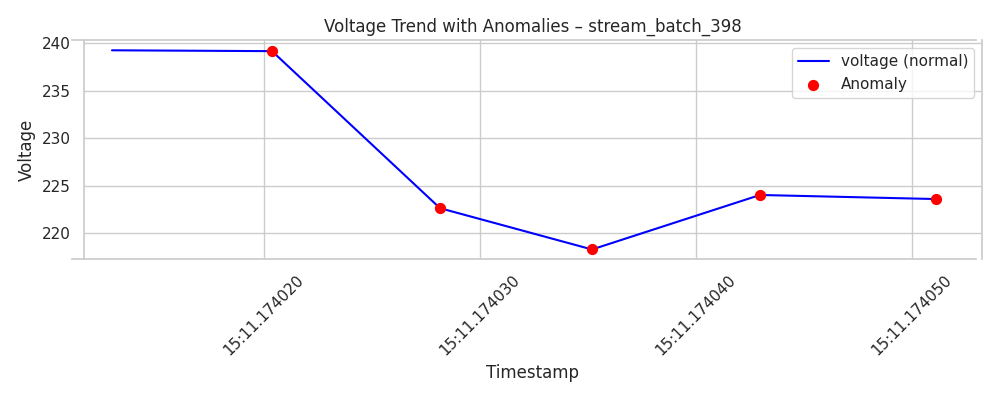 Voltage Trend with Anomalies – stream_batch_398
voltage (normal)
Anomaly
Voltage
240
235
230
225
220
15:11.174020
15:11.174030
15:11.174040
15:11.174050
Timestamp